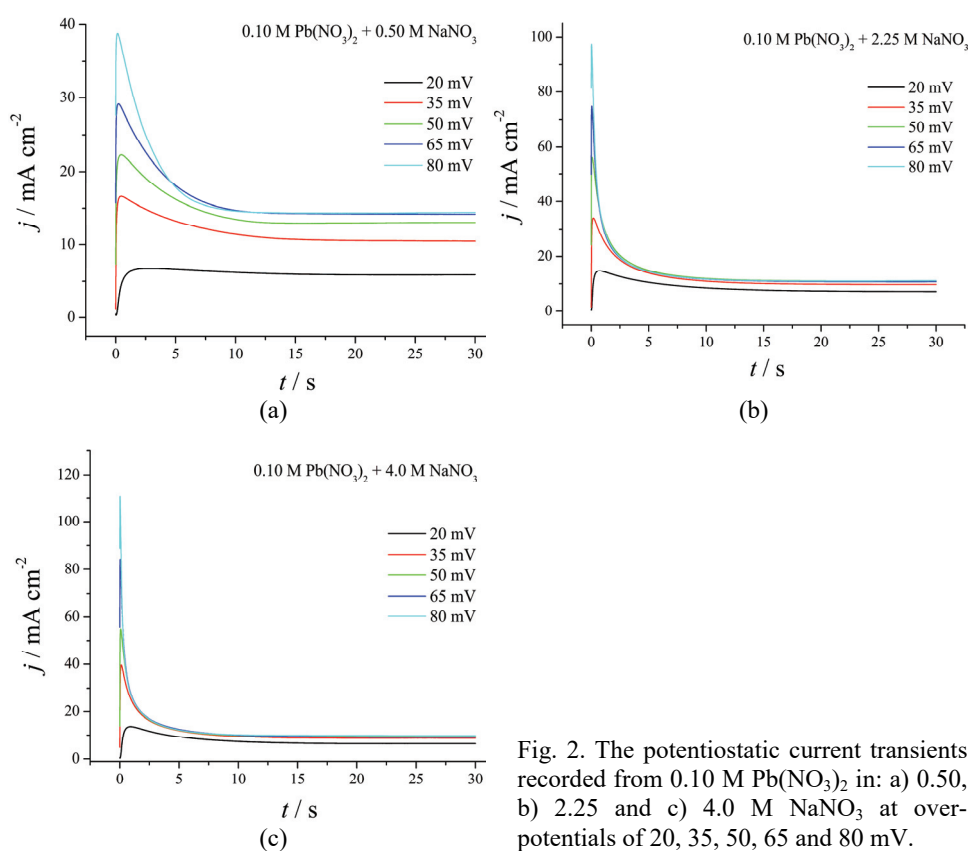 0.10 M Pb(NO₃)₂ + 0.50 M NaNO₃
40
30
20
10
0
j / mA cm⁻²
20 mV
35 mV
50 mV
65 mV
80 mV
0 5 10 15 20 25 30
t / s
(a)
0.10 M Pb(NO₃)₂ + 2.25 M NaNO₃
100
80
60
40
20
0
j / mA cm⁻²
20 mV
35 mV
50 mV
65 mV
80 mV
0 5 10 15 20 25 30
t / s
(b)
0.10 M Pb(NO₃)₂ + 4.0 M NaNO₃
120
100
80
60
40
20
0
j / mA cm⁻²
20 mV
35 mV
50 mV
65 mV
80 mV
0 5 10 15 20 25 30
t / s
(c)
Fig. 2. The potentiostatic current transients
recorded from 0.10 M Pb(NO₃)₂ in: a) 0.50,
b) 2.25 and c) 4.0 M NaNO₃ at over-
potentials of 20, 35, 50, 65 and 80 mV.